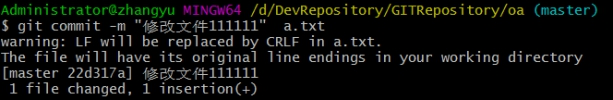 Administrator@zhangyu MINGW64 /d/DevRepository/GITRepository/oa (master)
$ git commit -m "修改文件111111"  a.txt
warning: LF will be replaced by CRLF in a.txt.
The file will have its original line endings in your working directory
[master 22d317a] 修改文件111111
 1 file changed, 1 insertion(+)